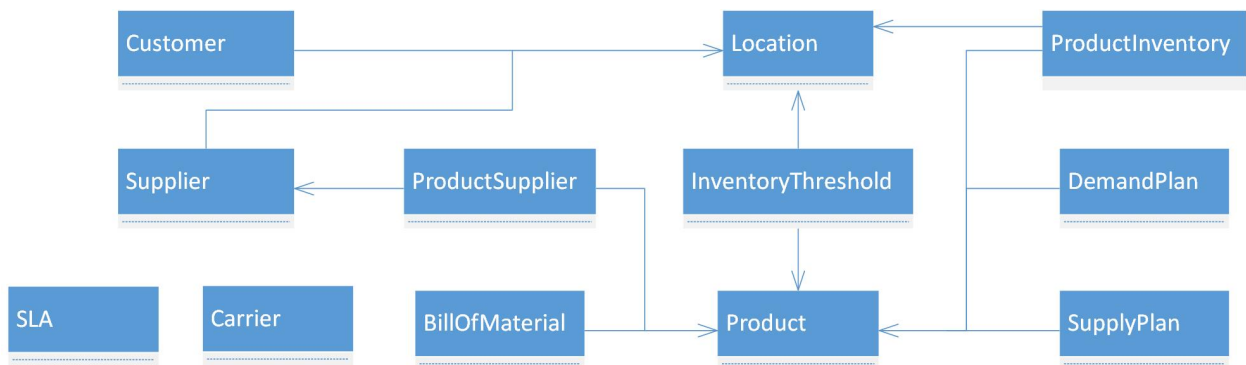 Customer
Location
ProductInventory
Supplier
ProductSupplier
InventoryThreshold
DemandPlan
SLA
Carrier
BillOfMaterial
Product
SupplyPlan